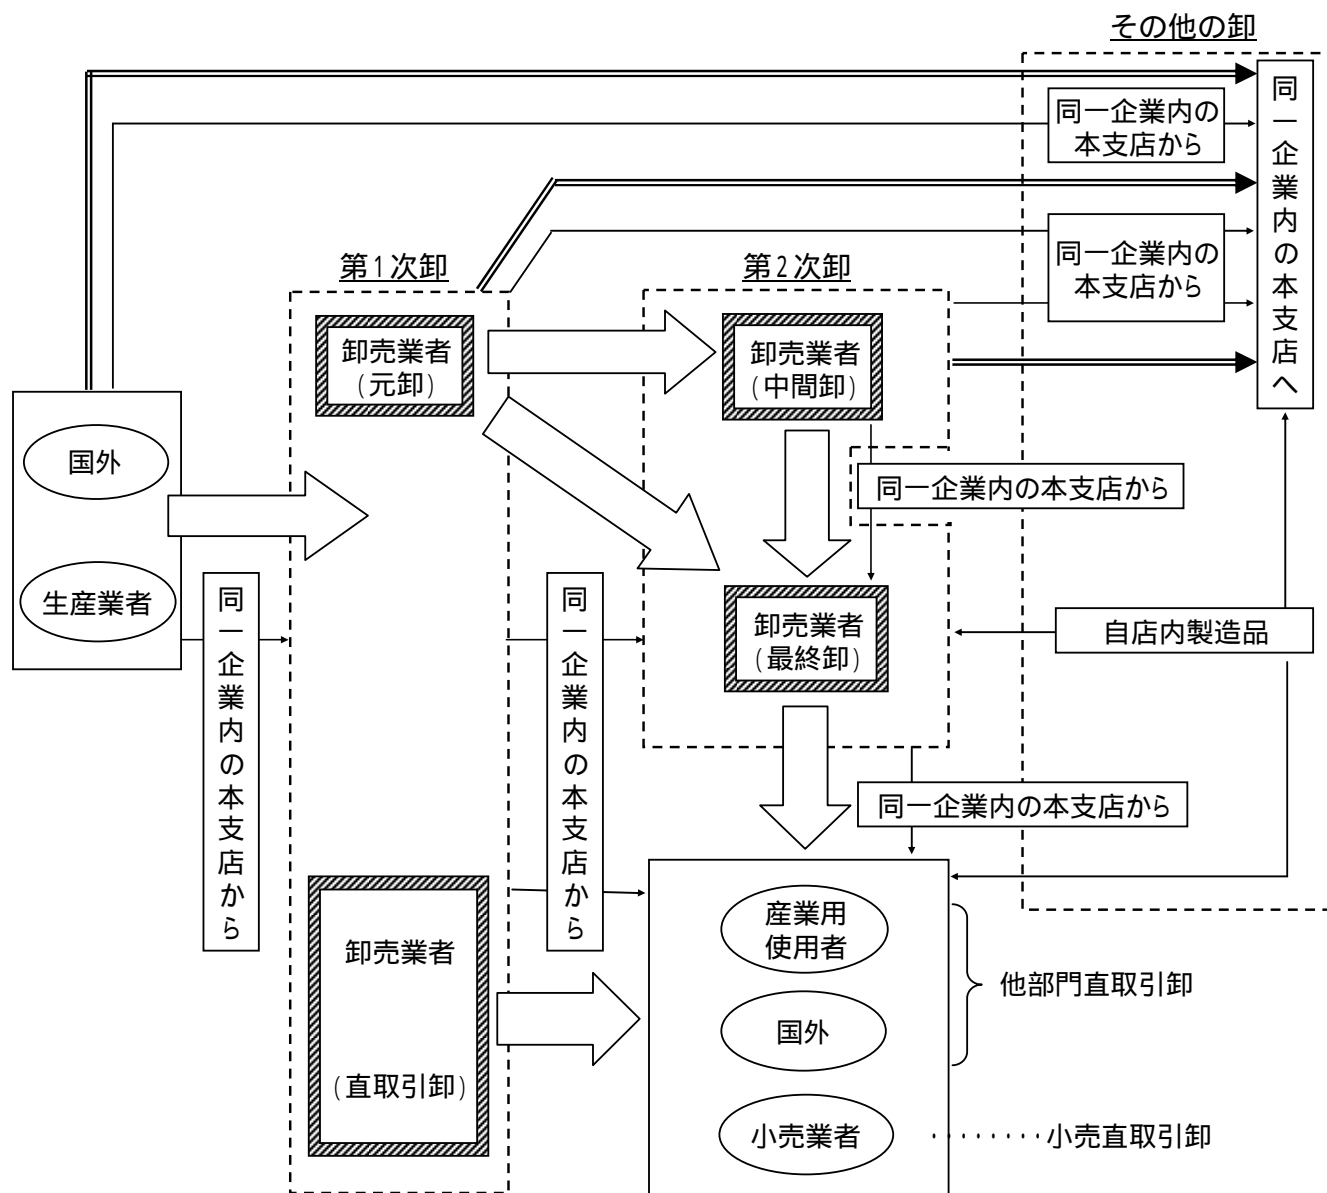 その他の卸
同一企業内の本支店へ
同一企業内の
本支店から
同一企業内の
本支店から
第1次卸
第2次卸
卸売業者
(元卸)
卸売業者
(中間卸)
国外
同一企業内の本支店から
生産業者
同一企業内の本支店から
同一企業内の本支店から
卸売業者
(最終卸)
自店内製造品
同一企業内の本支店から
卸売業者
(直取引卸)
産業用
使用者
国外
他部門直取引卸
小売業者
········小売直取引卸